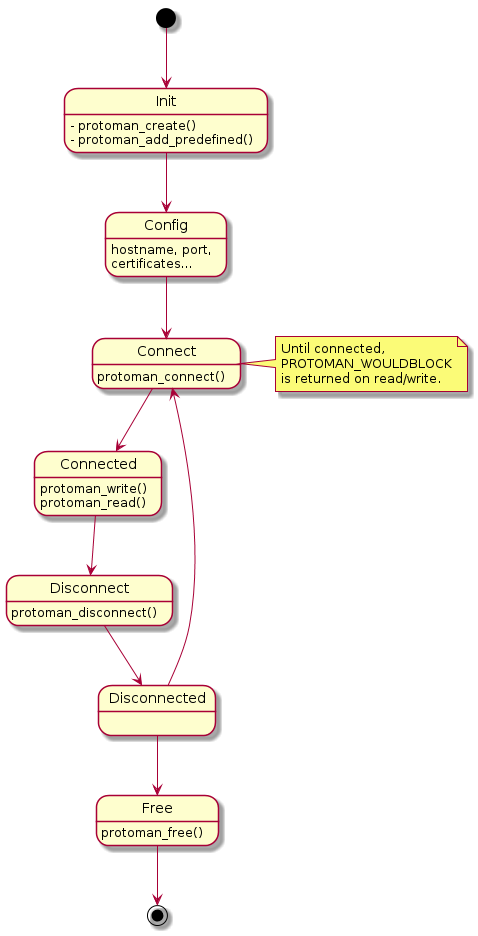 Init
- protoman_create()
- protoman_add_predefined()
Config
hostname, port,
certificates...
Connect
protoman_connect()
Until connected,
PROTOMAN_WOULDBLOCK
is returned on read/write.
Connected
protoman_write()
protoman_read()
Disconnect
protoman_disconnect()
Disconnected
Free
protoman_free()